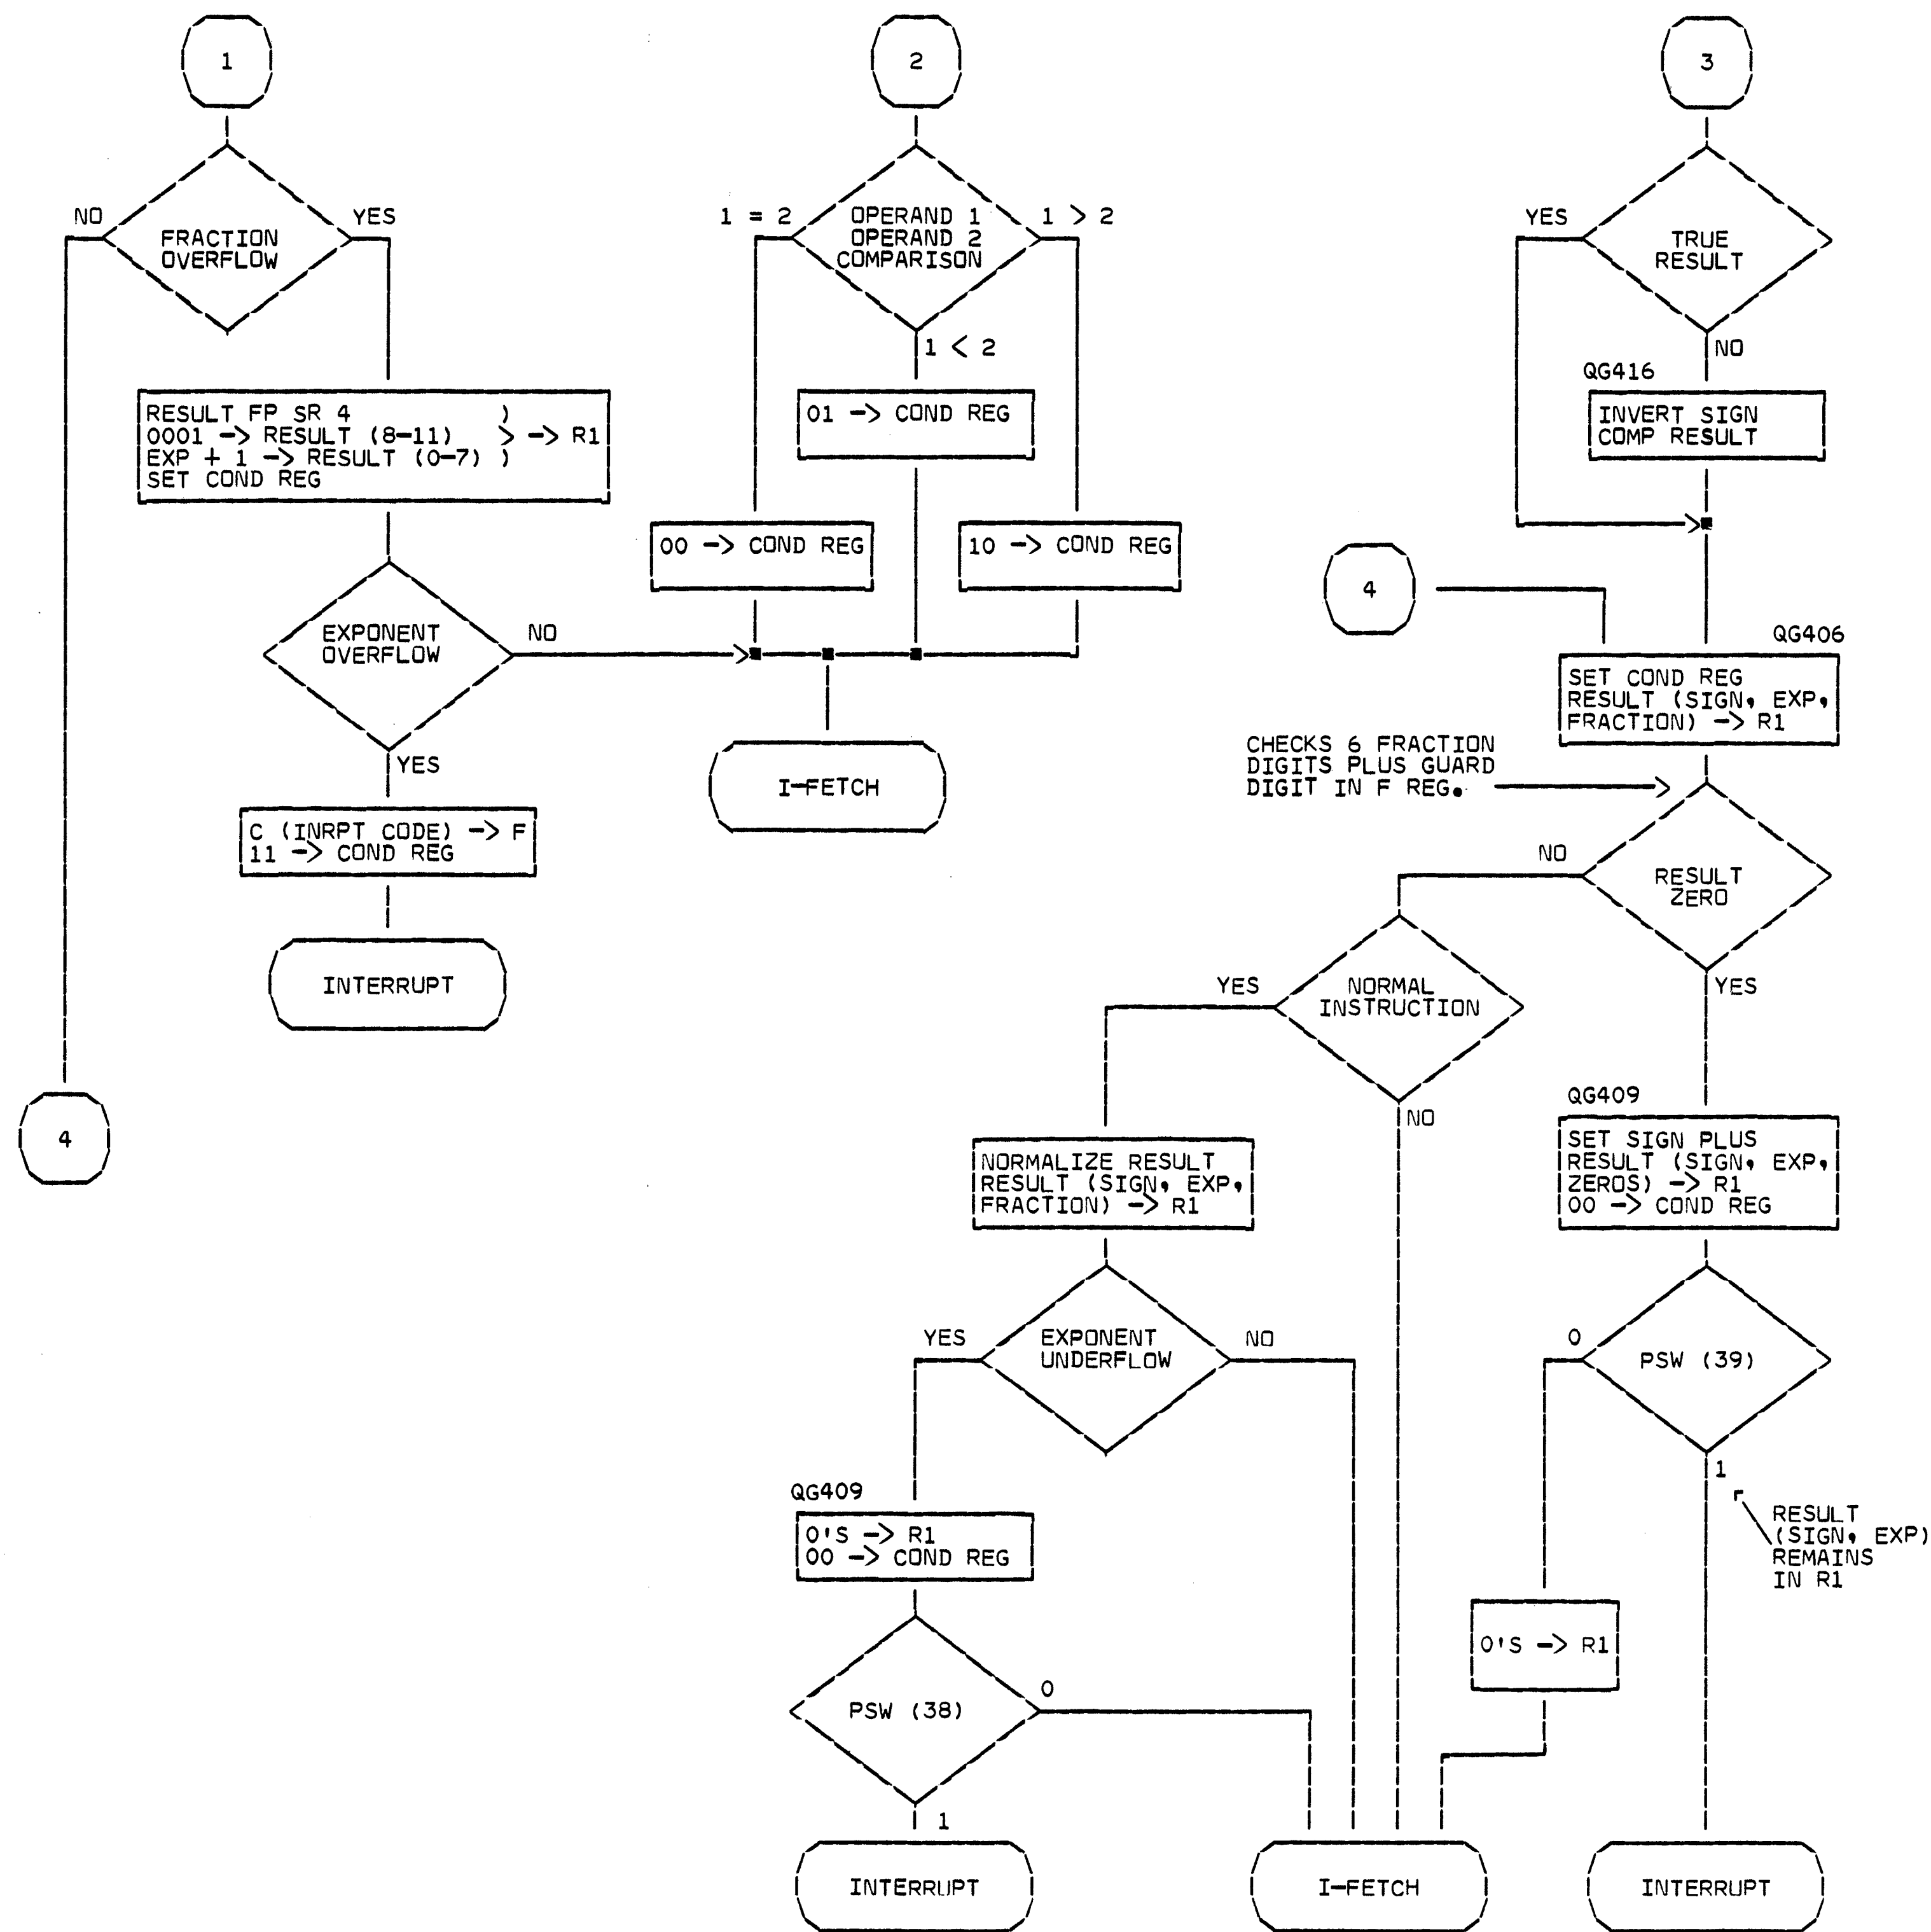 1
NO
YES
FRACTION
OVERFLOW
RESULT FP SR 4 )
0001 -> RESULT (8-11) > -> R1
EXP + 1 -> RESULT (0-7) )
SET COND REG
EXPONENT
OVERFLOW
NO
YES
C (INRPT CODE) -> F
11 -> COND REG
INTERRUPT
4
2
1 = 2
OPERAND 1
OPERAND 2
COMPARISON
1 > 2
1 < 2
01 -> COND REG
00 -> COND REG
10 -> COND REG
I-FETCH
3
YES
TRUE
RESULT
NO
QG416
INVERT SIGN
COMP RESULT
4
QG406
SET COND REG
RESULT (SIGN, EXP,
FRACTION) -> R1
CHECKS 6 FRACTION
DIGITS PLUS GUARD
DIGIT IN F REG.
NO
RESULT
ZERO
YES
YES
NORMAL
INSTRUCTION
NO
NORMALIZE RESULT
RESULT (SIGN, EXP,
FRACTION) -> R1
QG409
SET SIGN PLUS
RESULT (SIGN, EXP,
ZEROS) -> R1
00 -> COND REG
YES
EXPONENT
UNDERFLOW
NO
0
PSW (39)
1
RESULT
(SIGN, EXP)
REMAINS
IN R1
QG409
0'S -> R1
00 -> COND REG
0'S -> R1
PSW (38)
0
1
INTERRUPT
I-FETCH
INTERRUPT